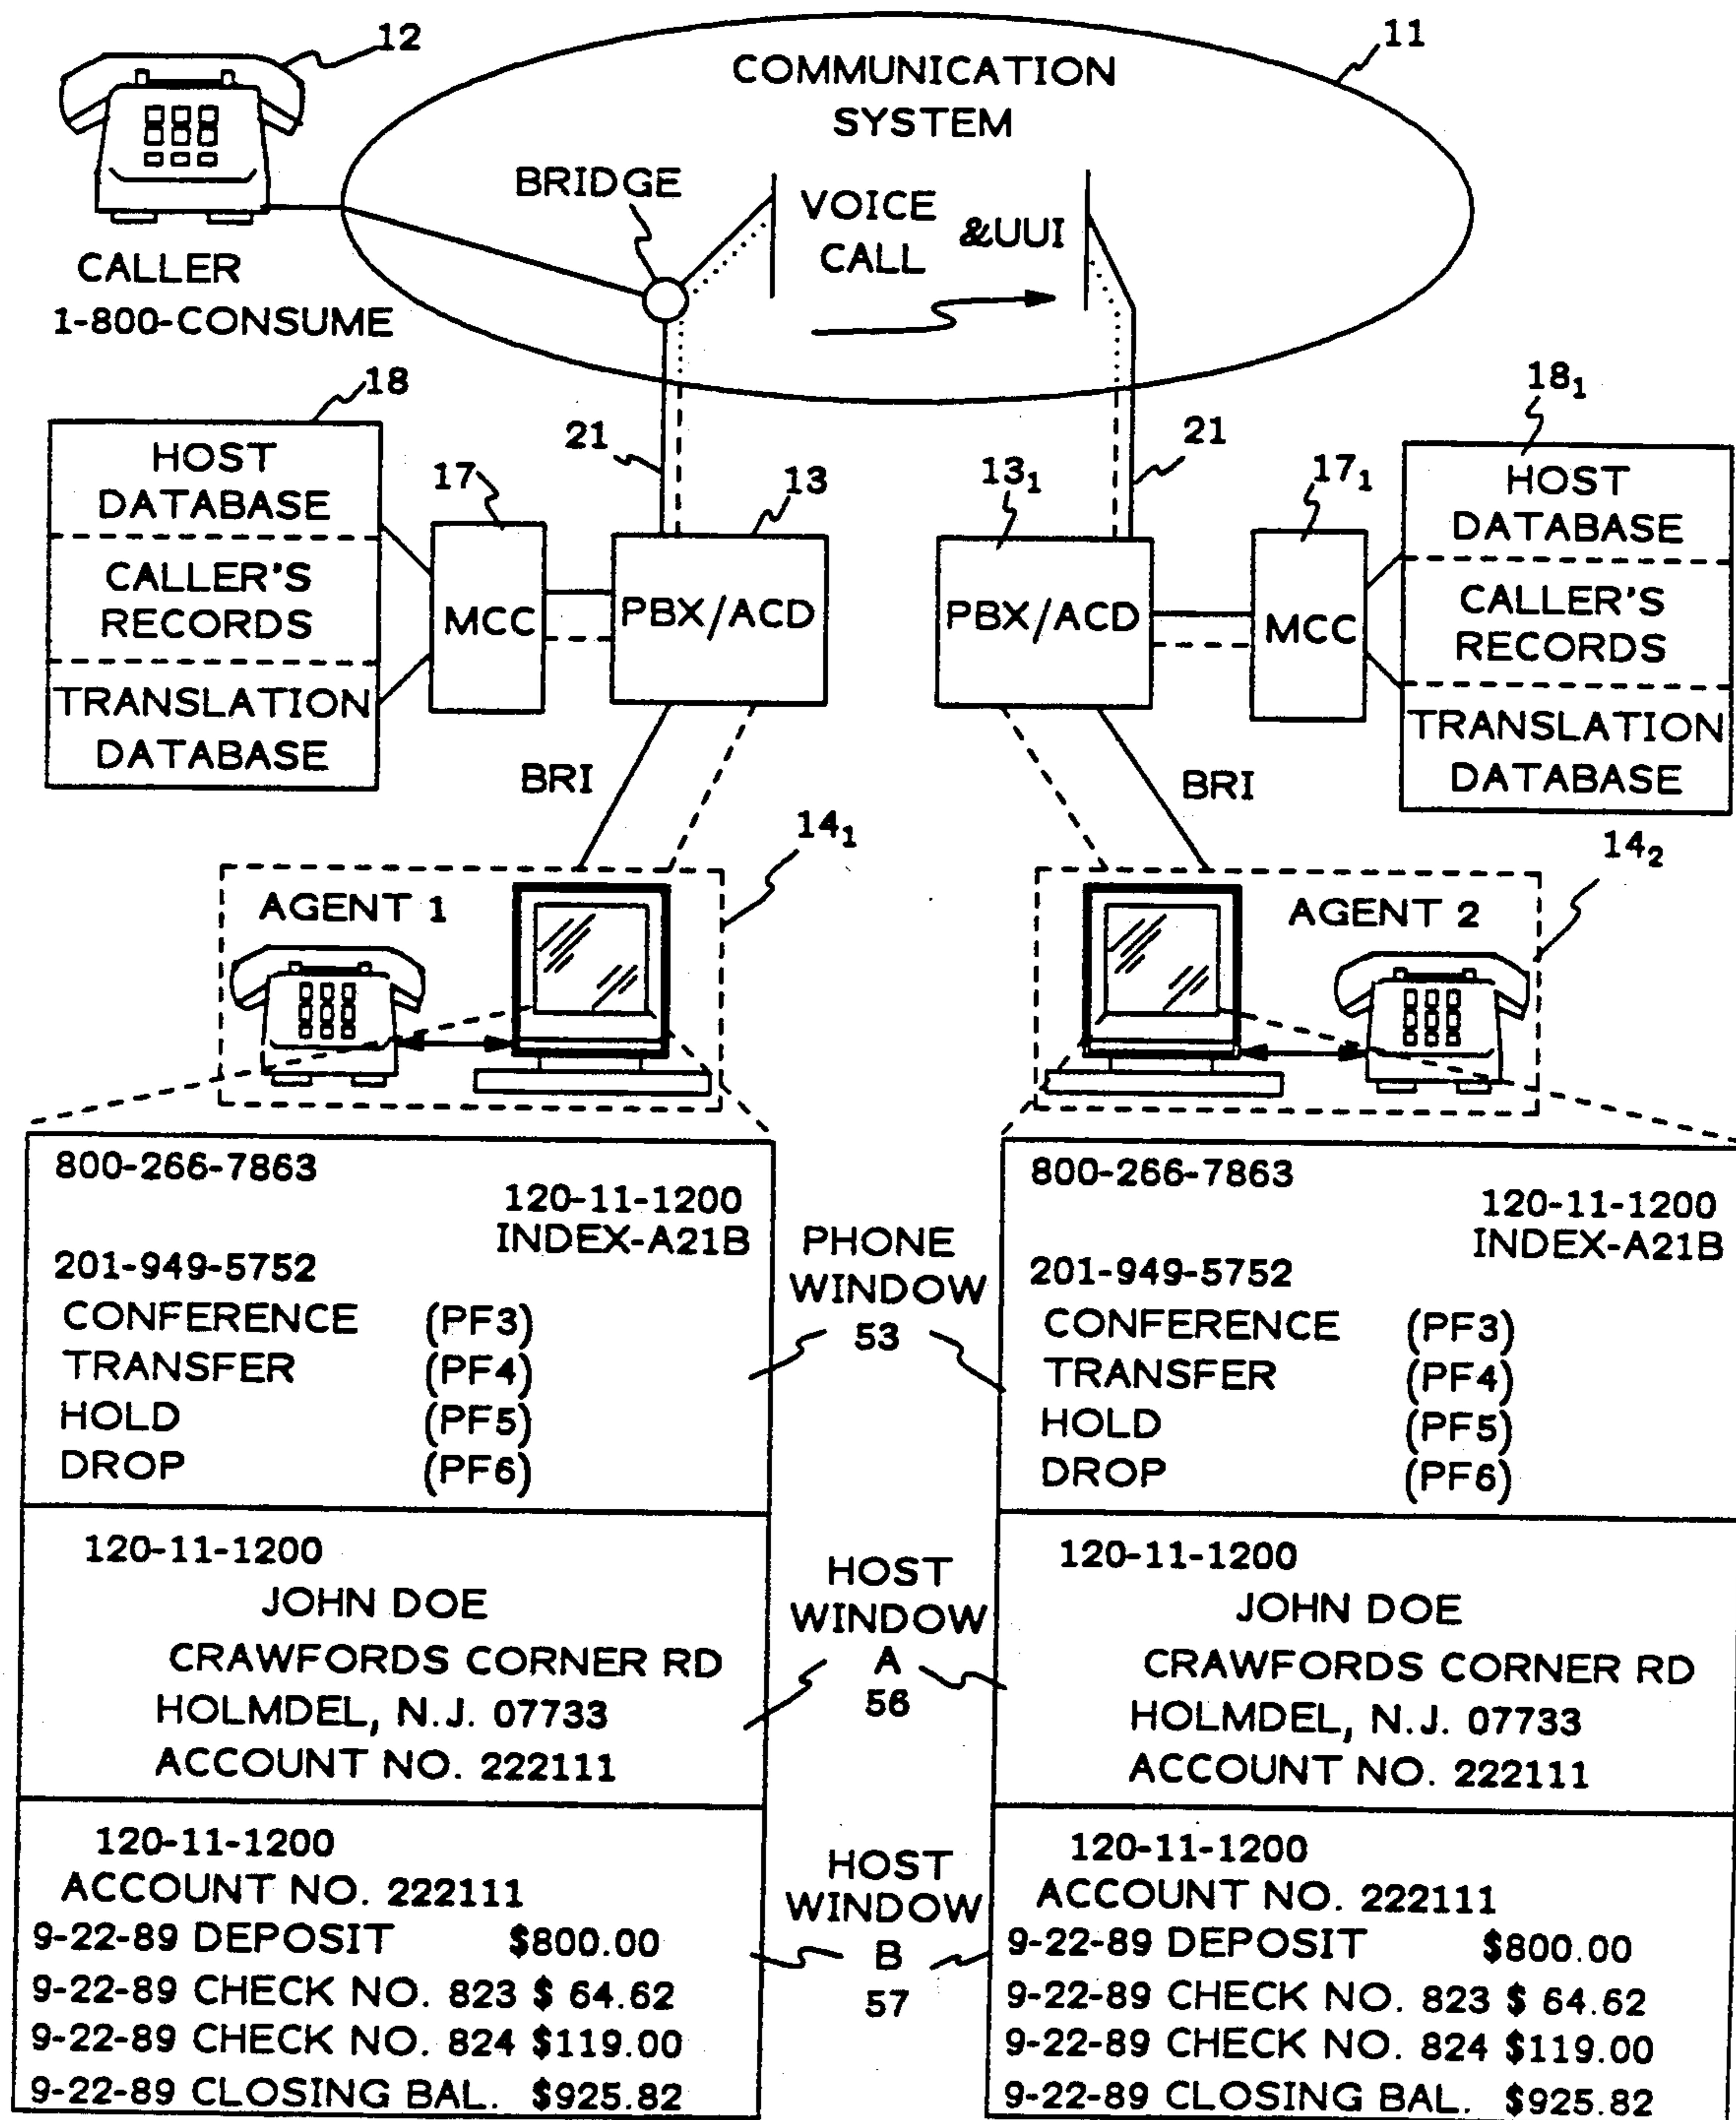 12
11
COMMUNICATION
SYSTEM
BRIDGE
VOICE
CALL
&UUI
CALLER
1-800-CONSUME
18
HOST
DATABASE
CALLER'S
RECORDS
TRANSLATION
DATABASE
17
MCC
21
13
PBX/ACD
13₁
PBX/ACD
21
17₁
MCC
18₁
HOST
DATABASE
CALLER'S
RECORDS
TRANSLATION
DATABASE
BRI
BRI
14₁
AGENT 1
14₂
AGENT 2
800-266-7863
120-11-1200
INDEX-A21B
201-949-5752
CONFERENCE (PF3)
TRANSFER (PF4)
HOLD (PF5)
DROP (PF6)
PHONE
WINDOW
53
800-266-7863
120-11-1200
INDEX-A21B
201-949-5752
CONFERENCE (PF3)
TRANSFER (PF4)
HOLD (PF5)
DROP (PF6)
120-11-1200
JOHN DOE
CRAWFORDS CORNER RD
HOLMDEL, N.J. 07733
ACCOUNT NO. 222111
HOST
WINDOW
A
56
120-11-1200
JOHN DOE
CRAWFORDS CORNER RD
HOLMDEL, N.J. 07733
ACCOUNT NO. 222111
120-11-1200
ACCOUNT NO. 222111
9-22-89 DEPOSIT $800.00
9-22-89 CHECK NO. 823 $ 64.62
9-22-89 CHECK NO. 824 $119.00
9-22-89 CLOSING BAL. $925.82
HOST
WINDOW
B
57
120-11-1200
ACCOUNT NO. 222111
9-22-89 DEPOSIT $800.00
9-22-89 CHECK NO. 823 $ 64.62
9-22-89 CHECK NO. 824 $119.00
9-22-89 CLOSING BAL. $925.82